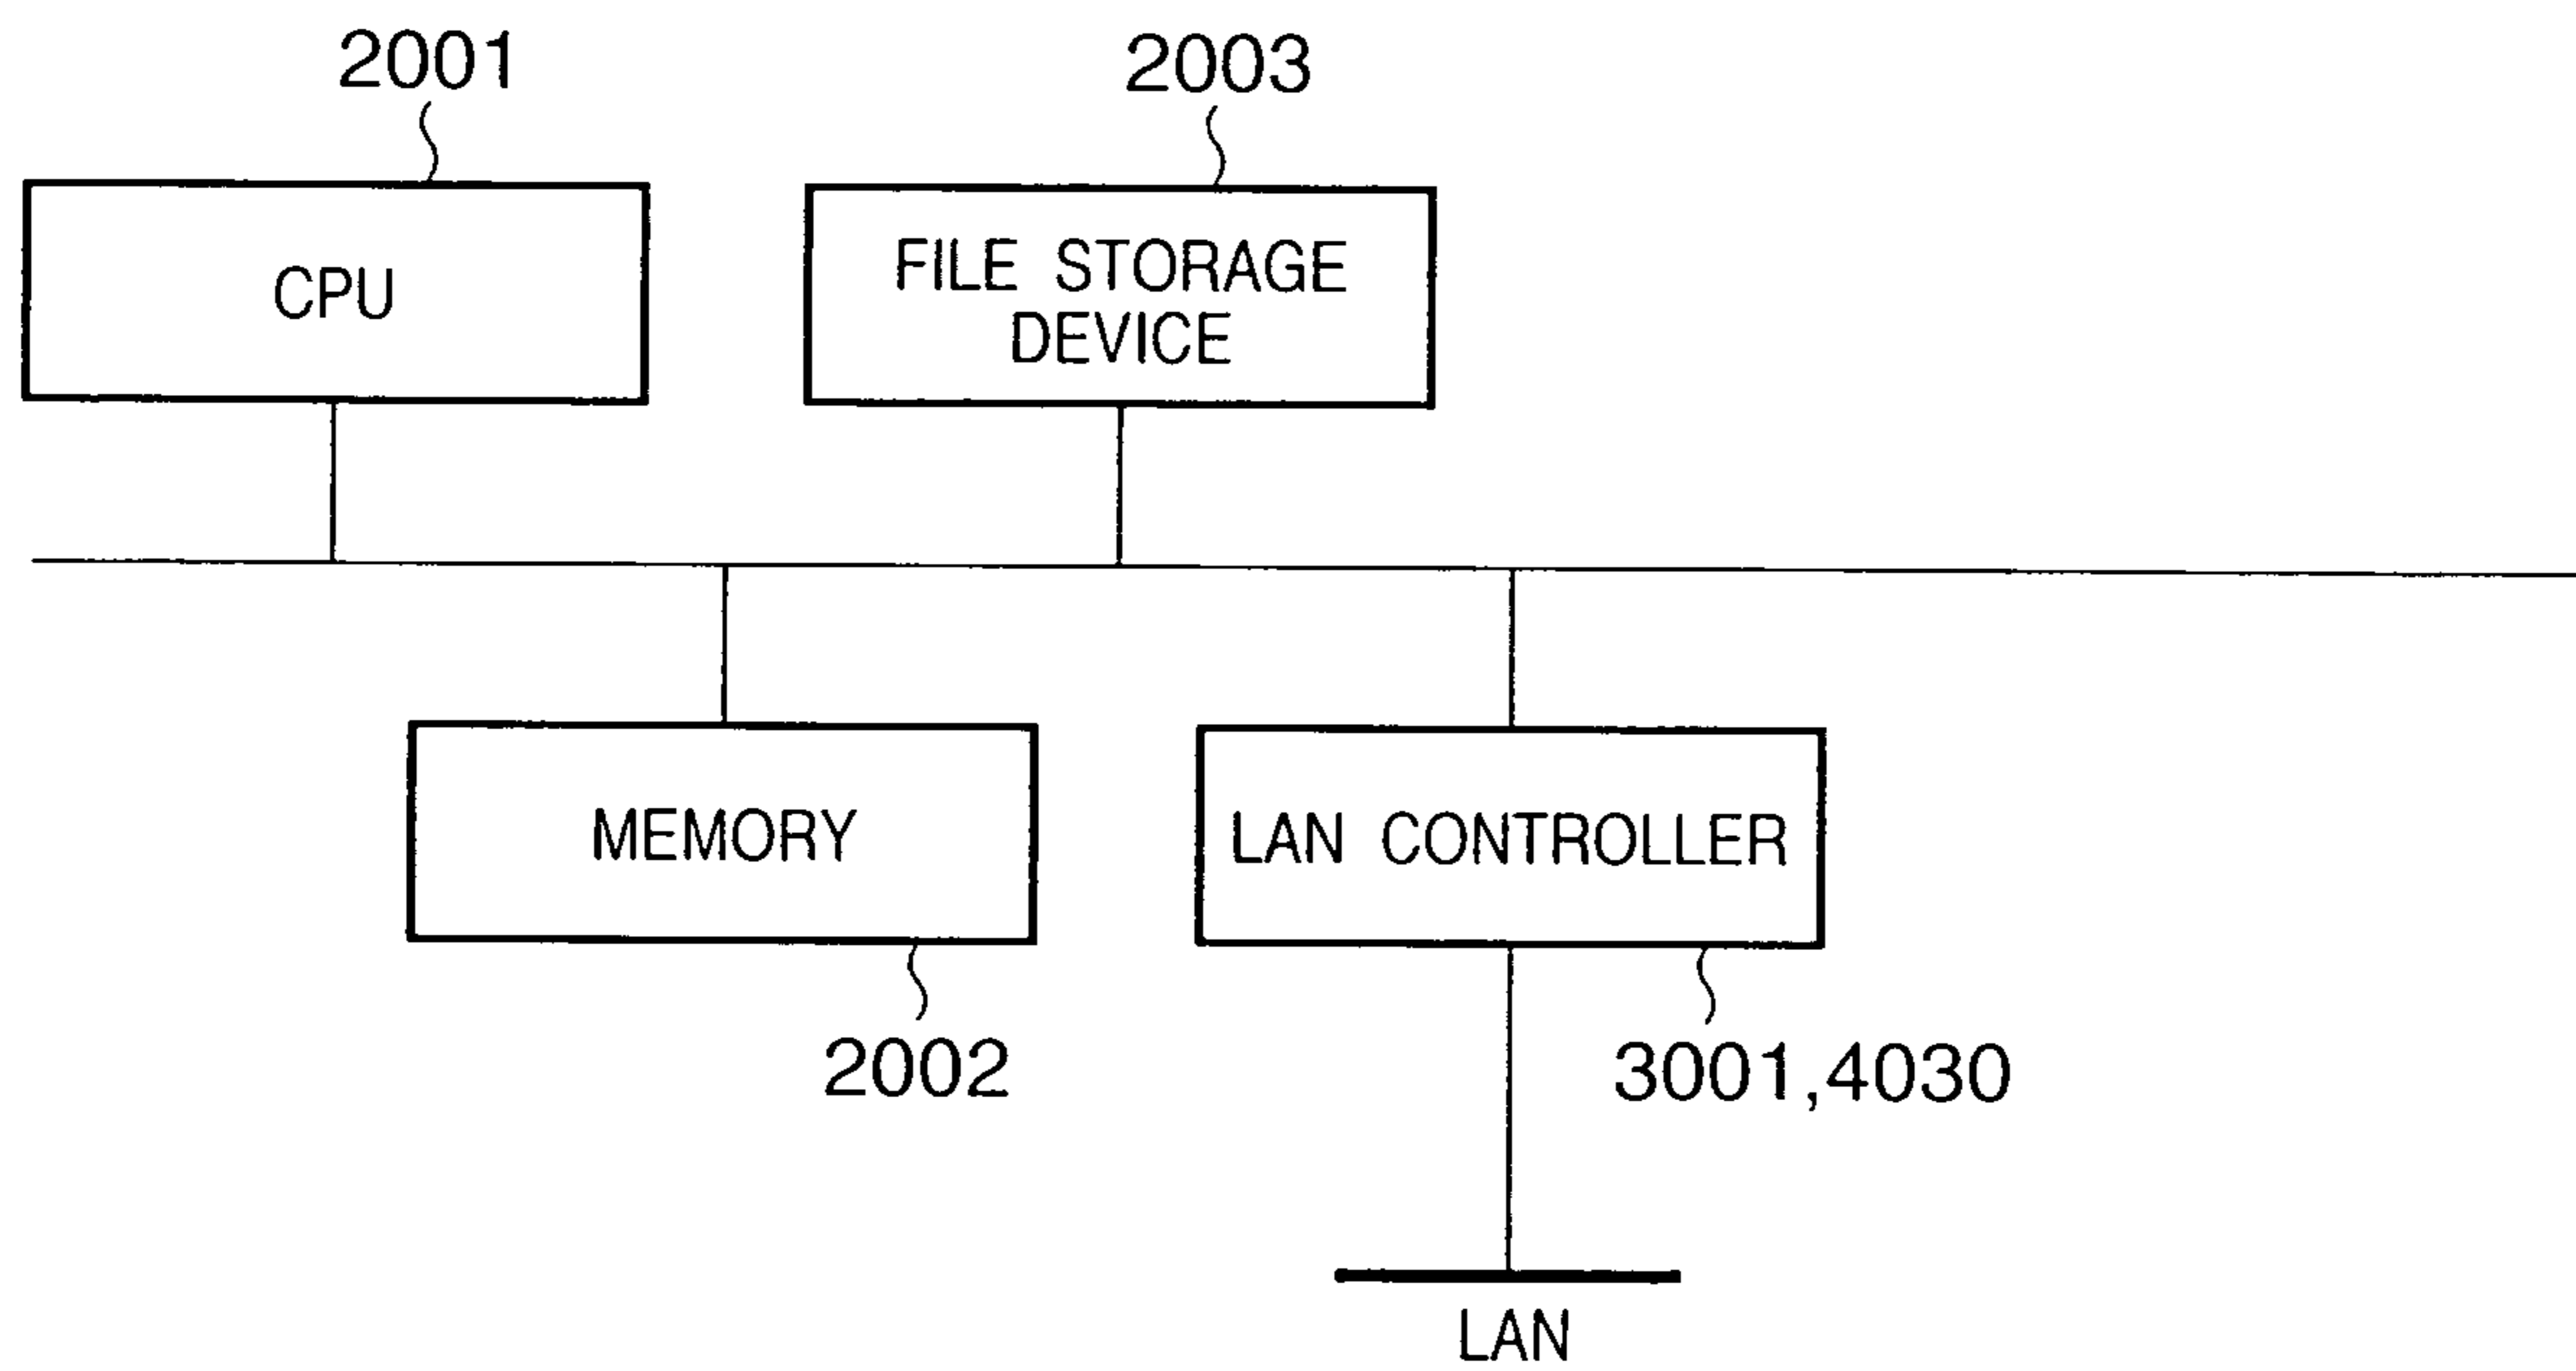 2001
2003
CPU
FILE STORAGE
DEVICE
MEMORY
LAN CONTROLLER
2002
3001,4030
LAN